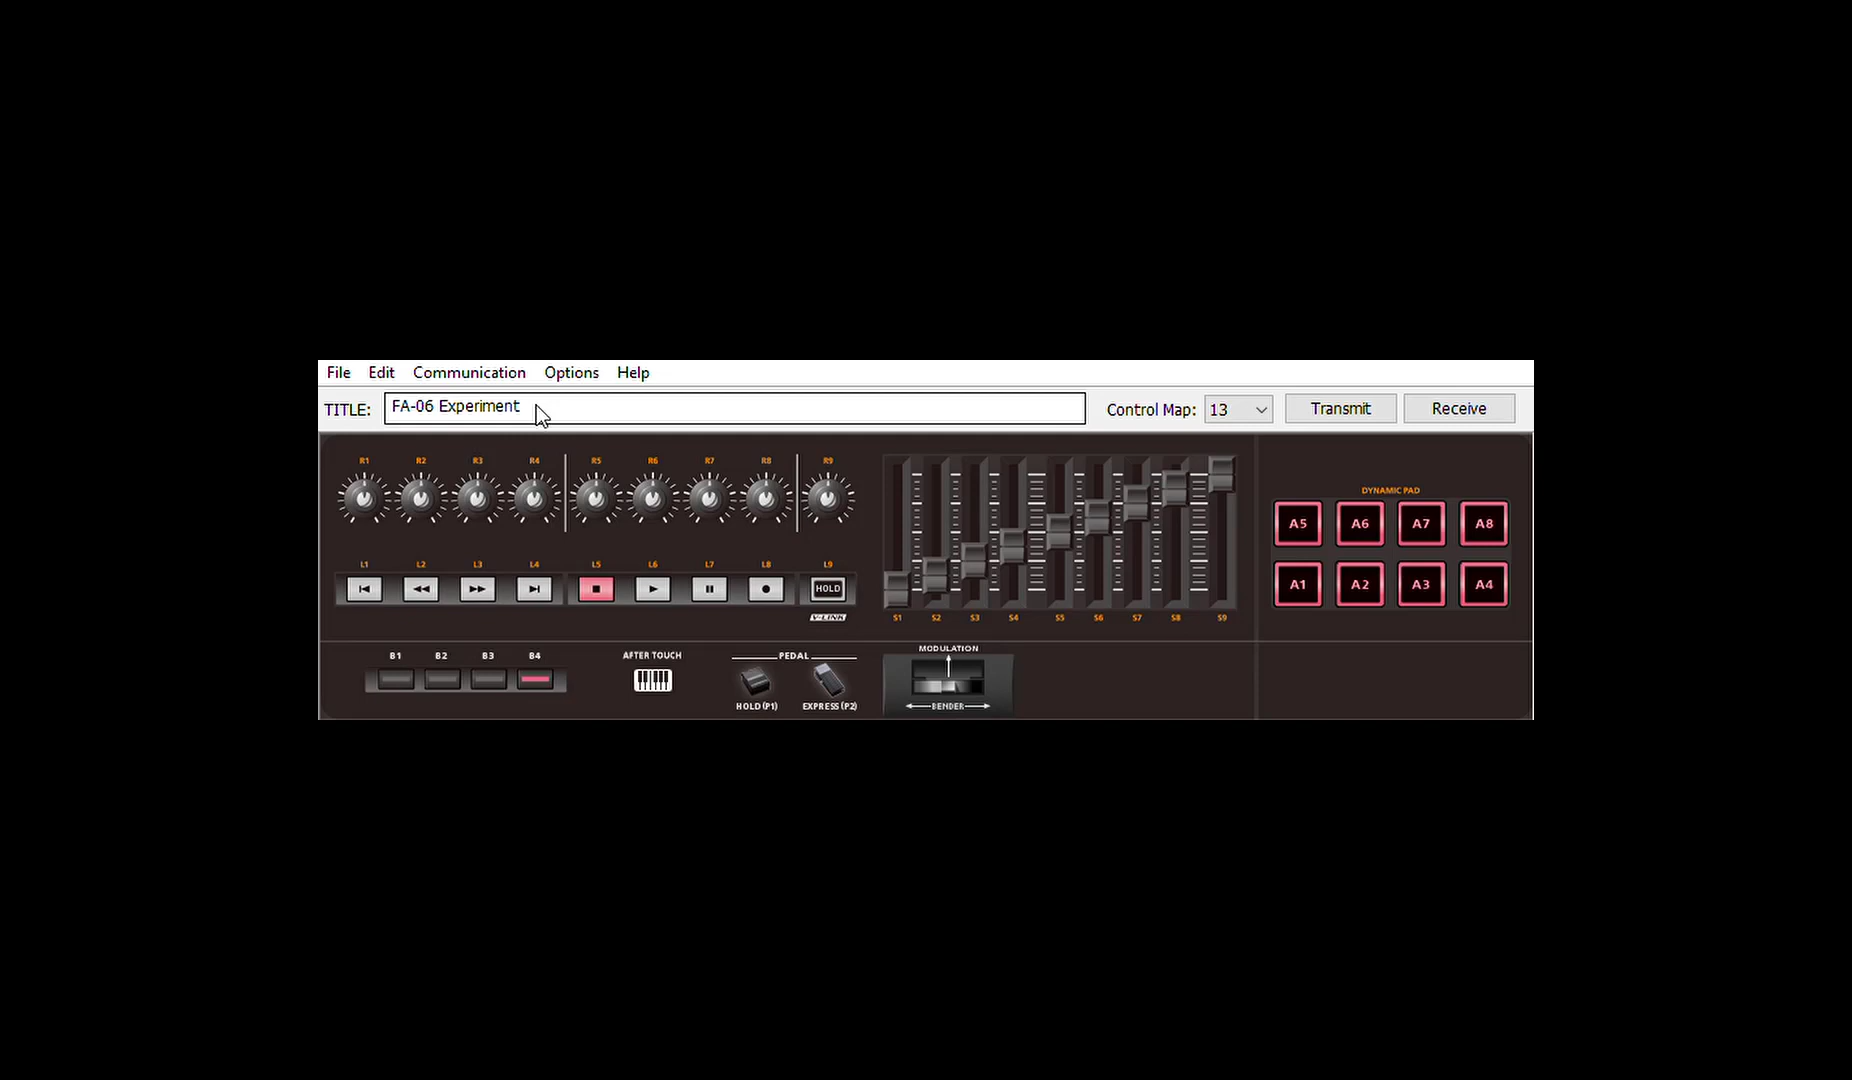 File Edit Communication Options Help
TITLE: FA-06 Experiment Control Map: 13 Transmit Receive
R1 R2 R3 R4 R5 R6 R7 R8 R9
DYNAMIC PAD
A5 A6 A7 A8
L1 L2 L3 L4 L5 L6 L7 L8 L9
HOLD
A1 A2 A3 A4
V-LINK
S1 S2 S3 S4 S5 S6 S7 S8 S9
B1 B2 B3 B4 AFTER TOUCH PEDAL MODULATION
HOLD (P1) EXPRESS (P2) BENDER